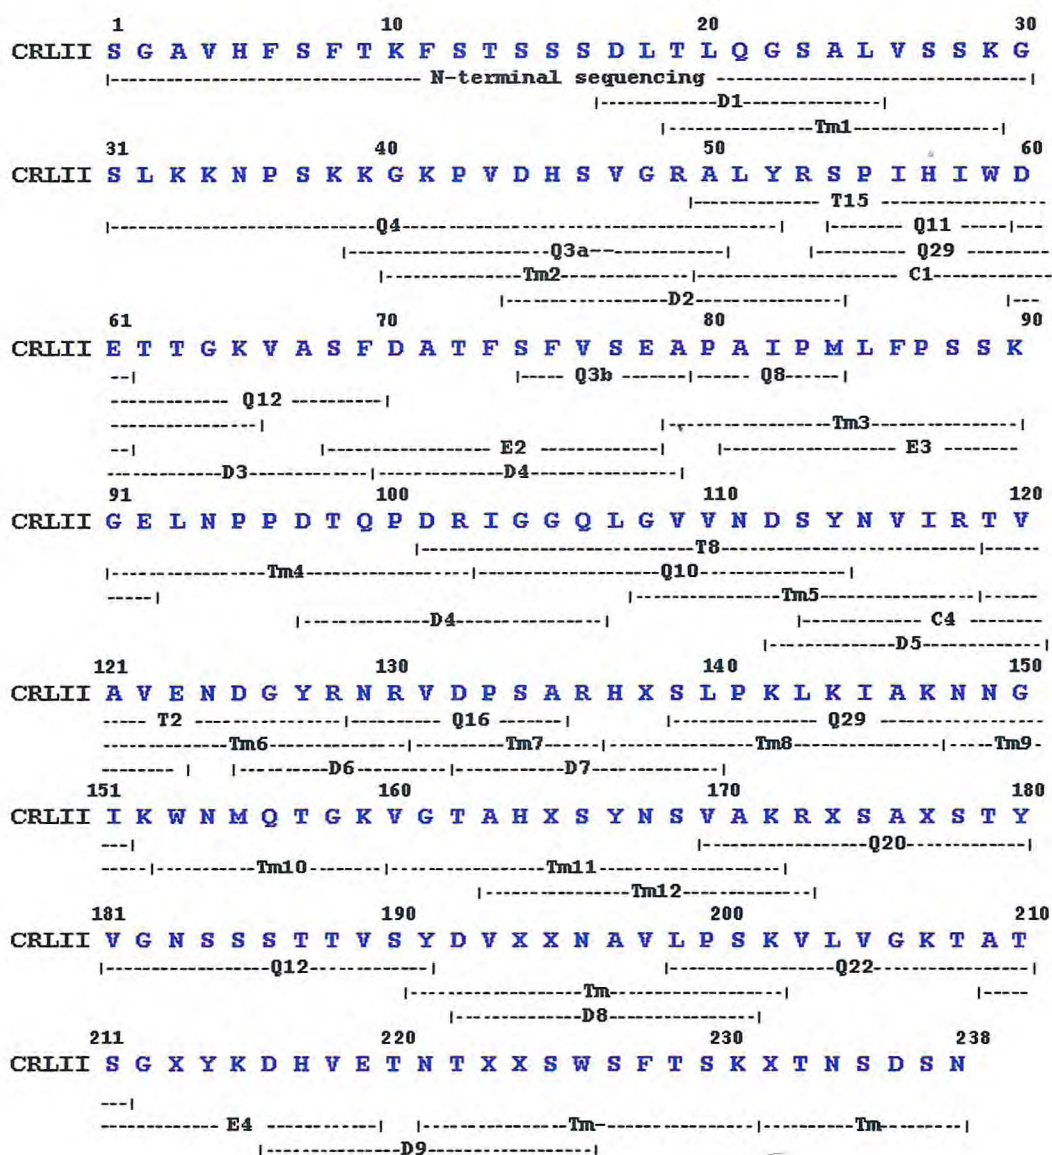 1 10 20 30
CRLII S G A V H F S F T K F S T S S S D L T L Q G S A L V S S K G
|----------------------------- N-terminal sequencing -----------------------------|
|-----------D1-------------|
|--------------Tm1-------------|
31 40 50 60
CRLII S L K K N P S K K G K P V D H S V G R A L Y R S P I H I W D
|------------ T15 ---------------
|------------------------Q4-----------------------------------| |------- Q11 -----|---
|------------------Q3a--------------| |--------- Q29 --------
|-------------Tm2--------------| |----------------- C1-------------
|---------------D2--------------| |---
61 70 80 90
CRLII E T T G K V A S F D A T F S F V S E A P A I P M L F P S S K
--| |---- Q3b -------|------ Q8-----|
------------ Q12 --------|
--------------| |---------------Tm3--------------|
--| |---------------- E2 -----------| |---------------- E3 --------
-----------D3-----------|------------D4--------------|
91 100 110 120
CRLII G E L N P P D T Q P D R I G G Q L G V V N D S Y N V I R T V
|-------------------------T8-------------------------|-----
|---------------Tm4---------------|-----------------Q10-------------|
----| |--------------Tm5---------------|-----
|------------ C4 -------
|------------D5------------|
121 130 140 150
CRLII A V E N D G Y R N R V D P S A R H X S L P K L K I A K N N G
---- T2 --------------|--------- Q16 -------| |-------------- Q29 --------------
------------Tm6-------------|--------Tm7--------|--------------Tm8--------------|----Tm9--
------ | |---------D6--------|----------D7-------------|
151 160 170 180
CRLII I K W N M Q T G K V G T A H X S Y N S V A K R X S A X S T Y
--| |----------------Q20-----------|
|---------Tm10----------|---------------Tm11-----------------|
|--------------Tm12--------------|
181 190 200 210
CRLII V G N S S S T T V S Y D V X X N A V L P S K V L V G K T A T
|----------------Q12-----------| |---------------Q22---------------|
|----------------Tm----------------| |-----
|------------D8-------------|
211 220 230 238
CRLII S G X Y K D H V E T N T X X S W S F T S K X T N S D S N
---|
----------- E4 ---------| |--------------Tm---------------|---------Tm---------|
|-------------D9----------------|